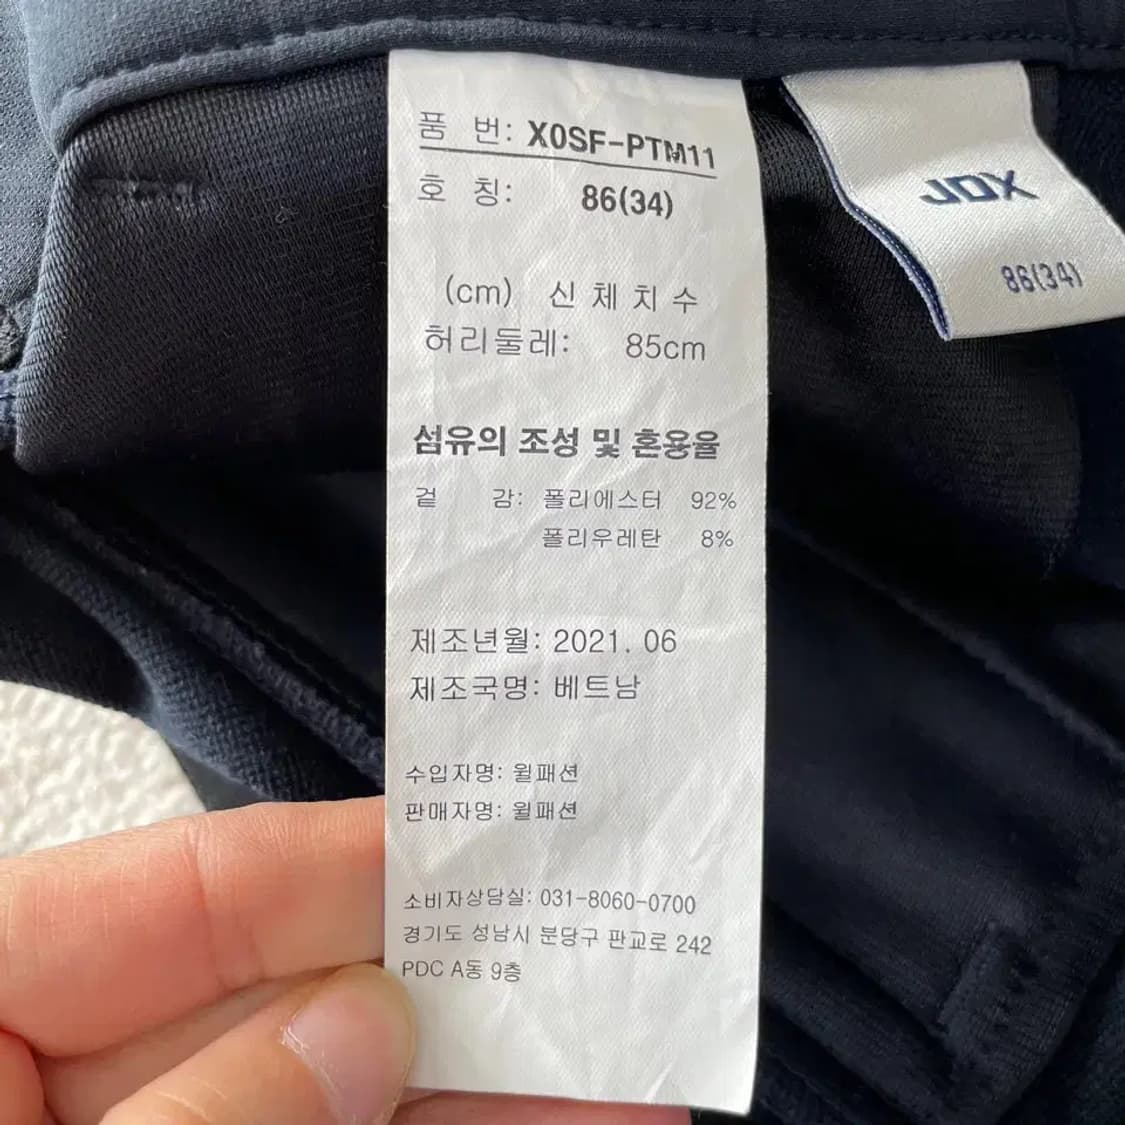 품 번: X0SF-PTM11
호 칭: 86(34)
(cm) 신 체 치 수
허리둘레: 85cm
섬유의 조성 및 혼용율
겉 감: 폴리에스터 92%
폴리우레탄 8%
제조년월: 2021. 06
제조국명: 베트남
수입자명: 윌패션
판매자명: 윌패션
소비자상담실: 031-8060-0700
경기도 성남시 분당구 판교로 242
PDC A동 9층
JDX
86(34)